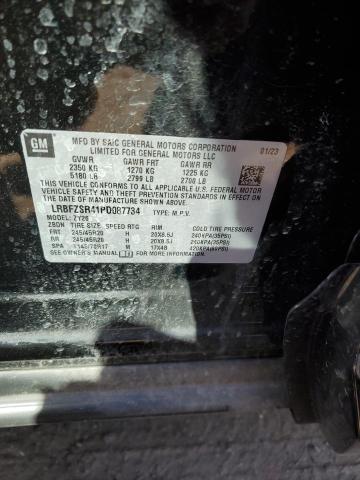 GM
MFD BY SAIC GENERAL MOTORS CORPORATION
LIMITED FOR GENERAL MOTORS LLC
01/23
GVWR GAWR FRT GAWR RR
2350 KG 1270 KG 1225 KG
5180 LB 2799 LB 2700 LB
THIS VEHICLE CONFORMS TO ALL APPLICABLE U.S. FEDERAL MOTOR
VEHICLE SAFETY AND THEFT PREVENTION STANDARDS IN EFFECT ON
THE DATE OF MANUFACTURE SHOWN ABOVE.
LRBFZSR41PD087734 TYPE: M.P.V.
ZBDN ZY26
TIRE SIZE SPEED RTG RIM COLD TIRE PRESSURE
FRT 245/45R20 H 20X8.5J 240KPA(35PSI)
RR 245/45R20 H 20X8.5J 240KPA(35PSI)
SPA T145/70R17 M 17X4B 420KPA(60PSI)
SEE OWNER'S MANUAL FOR MORE INFORMATION